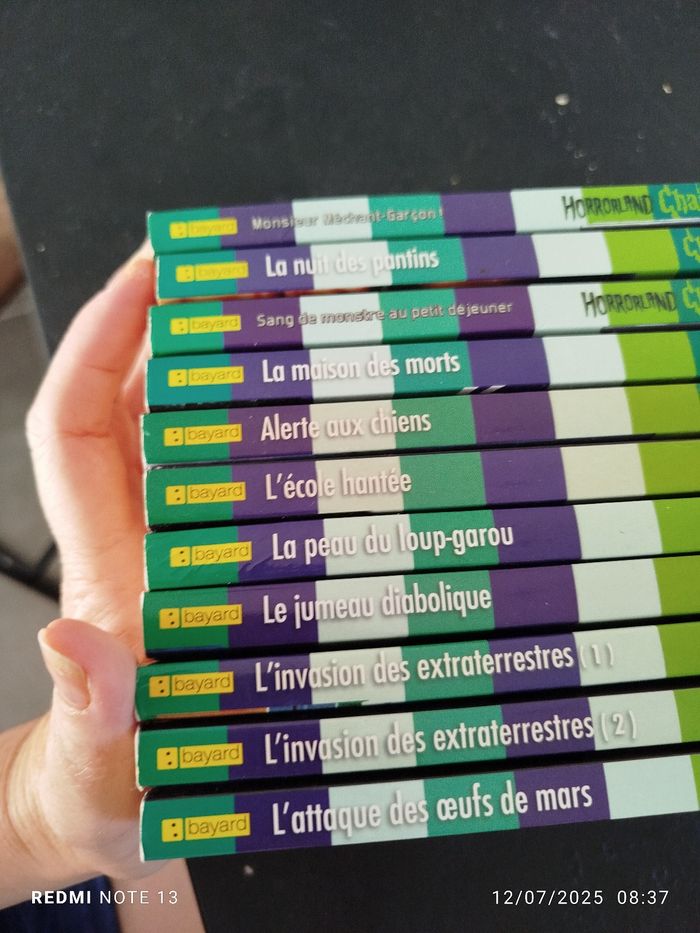 bayard Monsieur Méchant-Garçon! HORRORLAND Cha
bayard La nuit des pantins
bayard Sang de monstre au petit déjeuner HORRORLAND
bayard La maison des morts
bayard Alerte aux chiens
bayard L'école hantée
bayard La peau du loup-garou
bayard Le jumeau diabolique
bayard L'invasion des extraterrestres (1)
bayard L'invasion des extraterrestres (2)
bayard L'attaque des œufs de mars
REDMI NOTE 13 12/07/2025 08:37